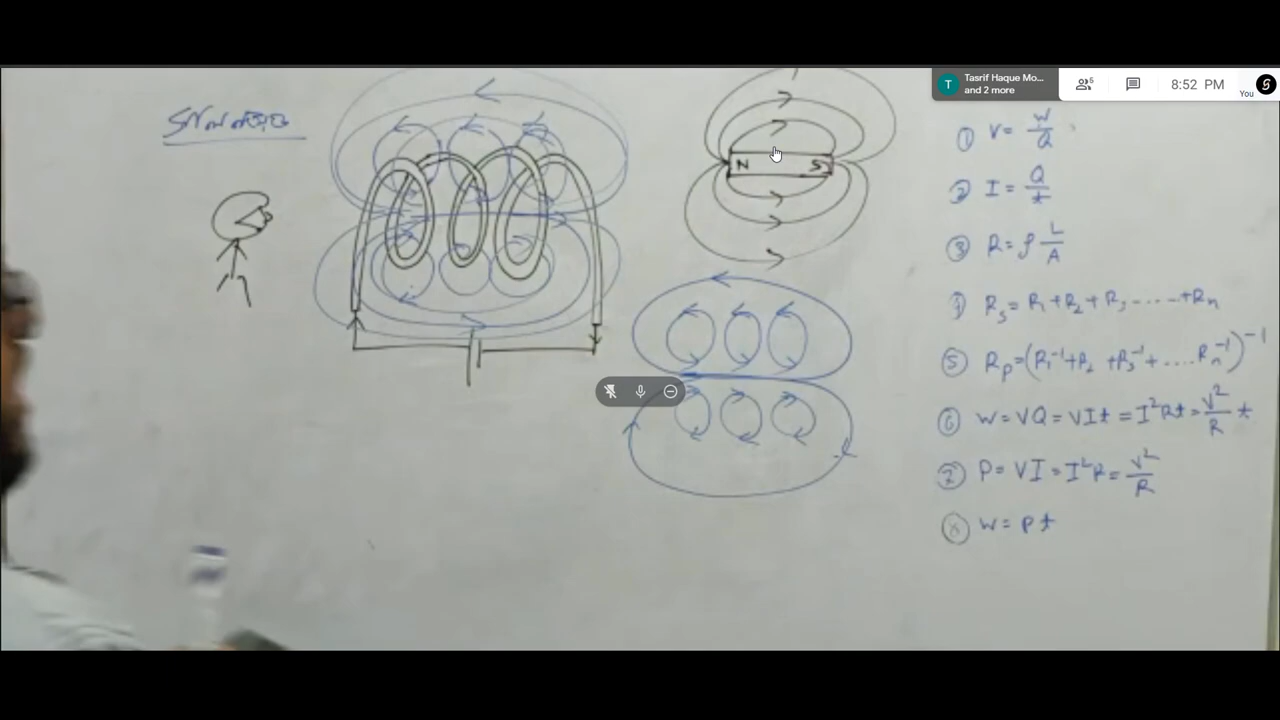 সলিনয়েড
N S
① V = W/Q
② I = Q/t
③ R = ρ L/A
④ Rs = R1 + R2 + R3 ..... + Rn
⑤ Rp = (R1⁻¹ + R2 + R3⁻¹ + .... Rn⁻¹)⁻¹
⑥ W = VQ = VIt = I²Rt = V²/R t
⑦ P = VI = I²R = V²/R
⑧ W = Pt
T Tasrif Haque Mo...
and 2 more
5
8:52 PM
You